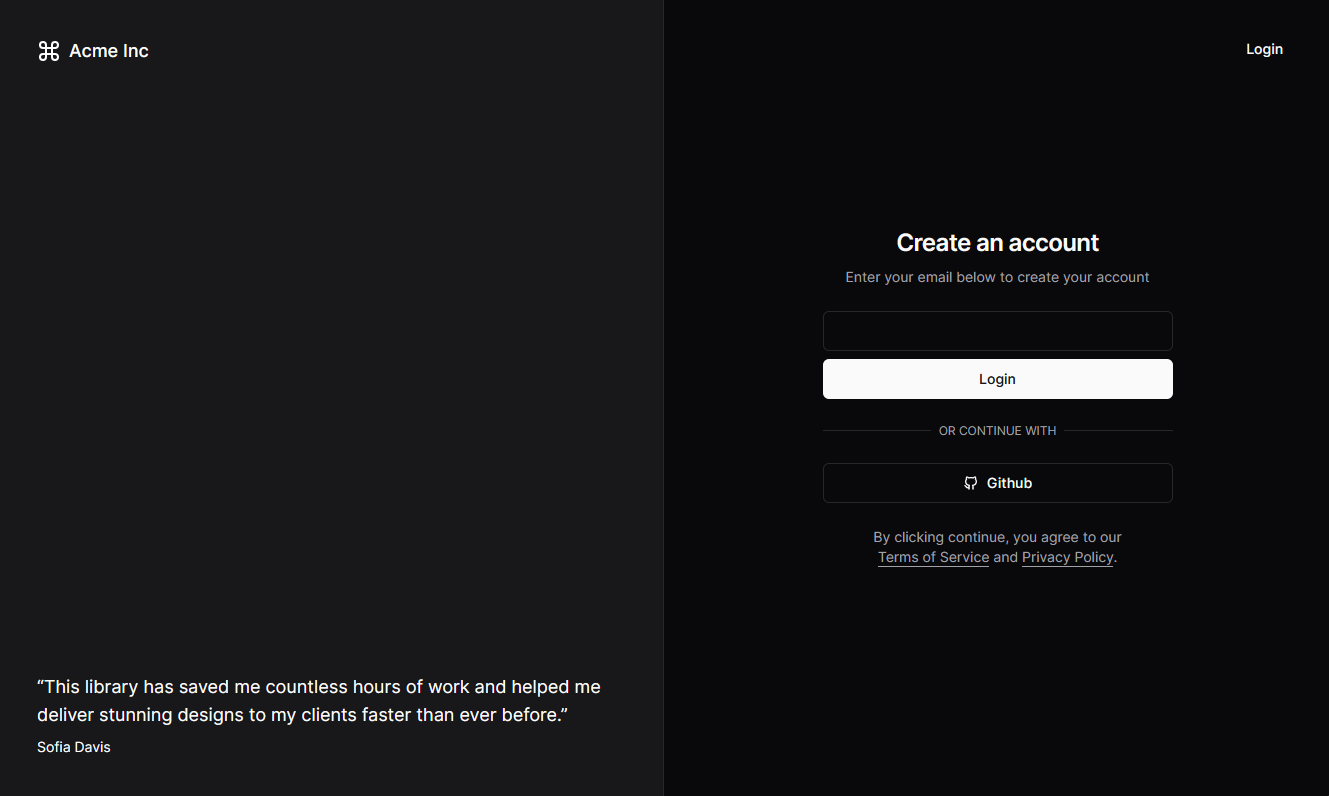 Acme Inc
Login
Create an account
Enter your email below to create your account
Login
OR CONTINUE WITH
Github
By clicking continue, you agree to our
Terms of Service and Privacy Policy.
“This library has saved me countless hours of work and helped me
deliver stunning designs to my clients faster than ever before.”
Sofia Davis